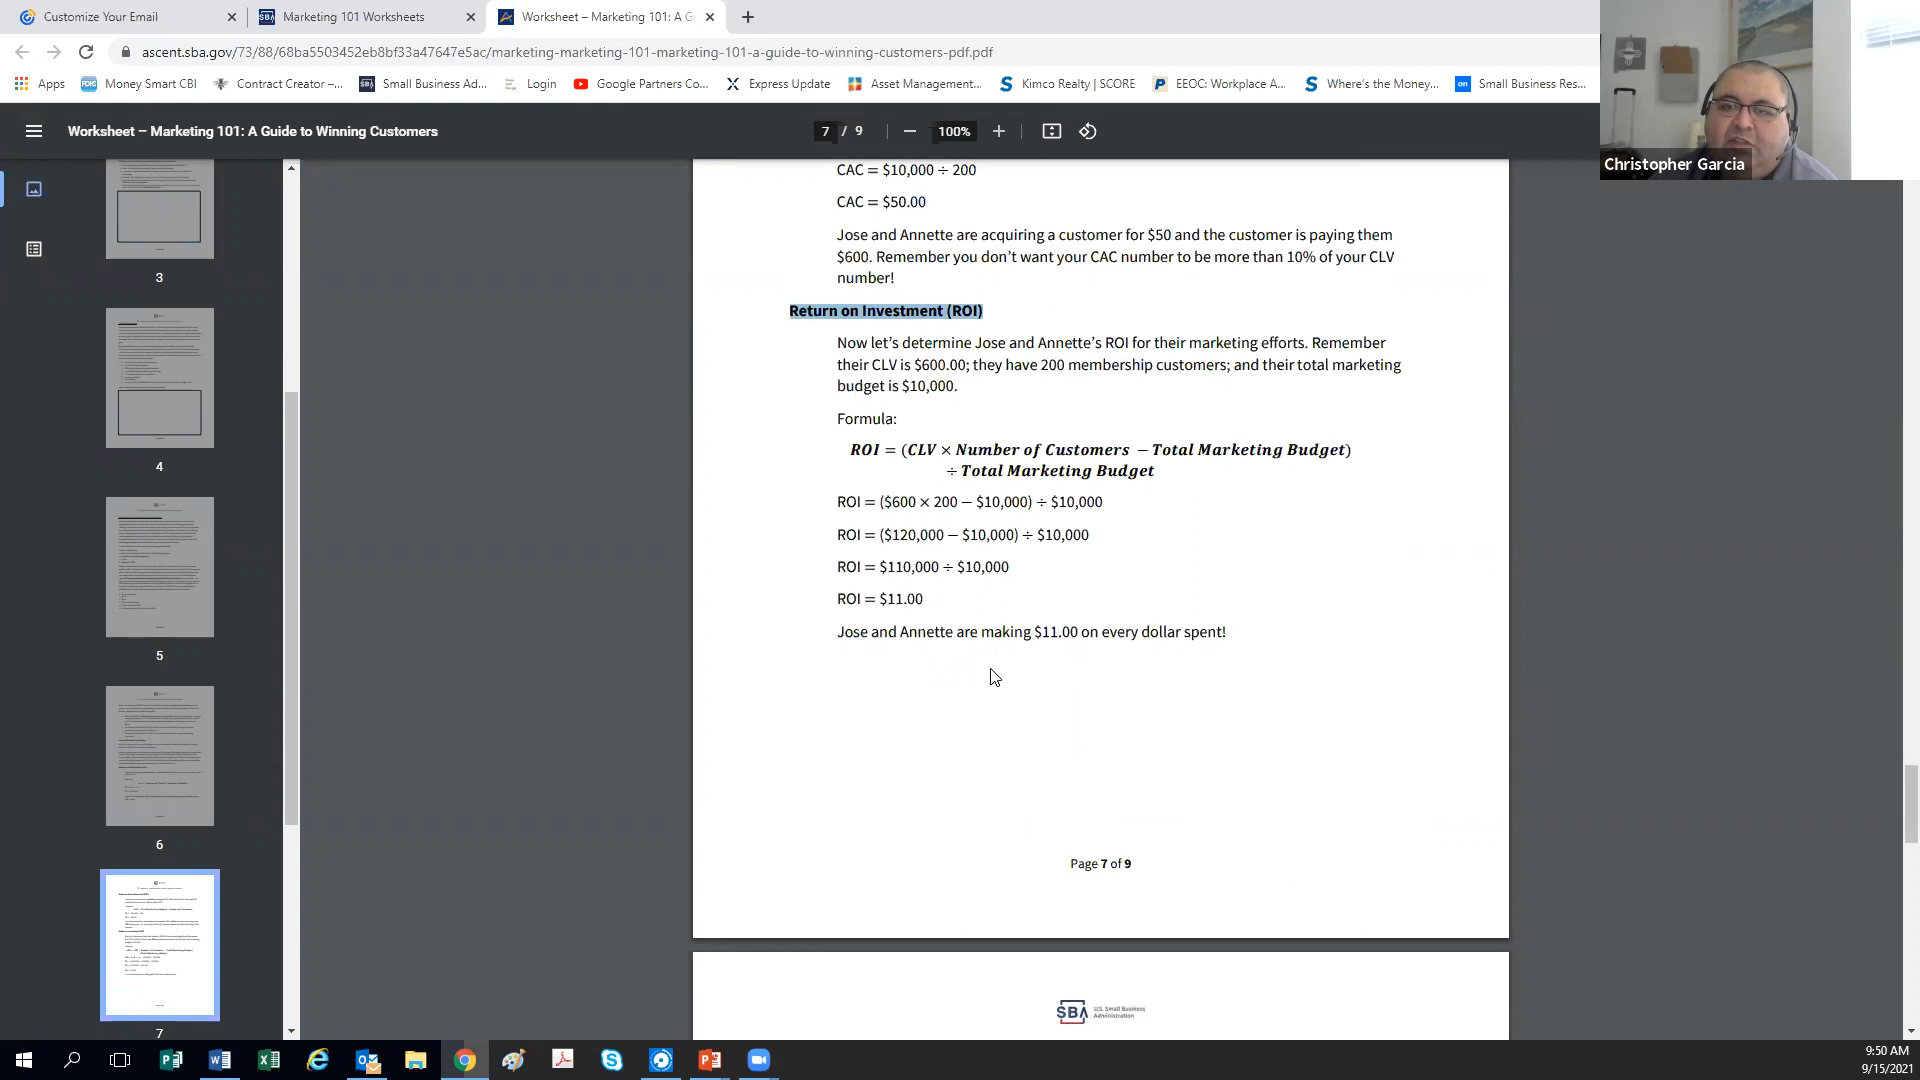 Customize Your Email
Marketing 101 Worksheets
Worksheet – Marketing 101: A G
ascent.sba.gov/73/88/68ba5503452eb8bf33a47647e5ac/marketing-marketing-101-marketing-101-a-guide-to-winning-customers-pdf.pdf
Apps
Money Smart CBI
Contract Creator –...
Small Business Ad...
Login
Google Partners Co...
Express Update
Asset Management...
Kimco Realty | SCORE
EEOC: Workplace A...
Where's the Money...
Small Business Res...
Christopher Garcia
Worksheet – Marketing 101: A Guide to Winning Customers
7 / 9
100%
3
4
5
6
7
CAC = $10,000 ÷ 200
CAC = $50.00
Jose and Annette are acquiring a customer for $50 and the customer is paying them
$600. Remember you don't want your CAC number to be more than 10% of your CLV
number!
Return on Investment (ROI)
Now let's determine Jose and Annette's ROI for their marketing efforts. Remember
their CLV is $600.00; they have 200 membership customers; and their total marketing
budget is $10,000.
Formula:
ROI = (CLV × Number of Customers − Total Marketing Budget)
÷ Total Marketing Budget
ROI = ($600 × 200 − $10,000) ÷ $10,000
ROI = ($120,000 − $10,000) ÷ $10,000
ROI = $110,000 ÷ $10,000
ROI = $11.00
Jose and Annette are making $11.00 on every dollar spent!
Page 7 of 9
SBA
U.S. Small Business
Administration
9:50 AM
9/15/2021